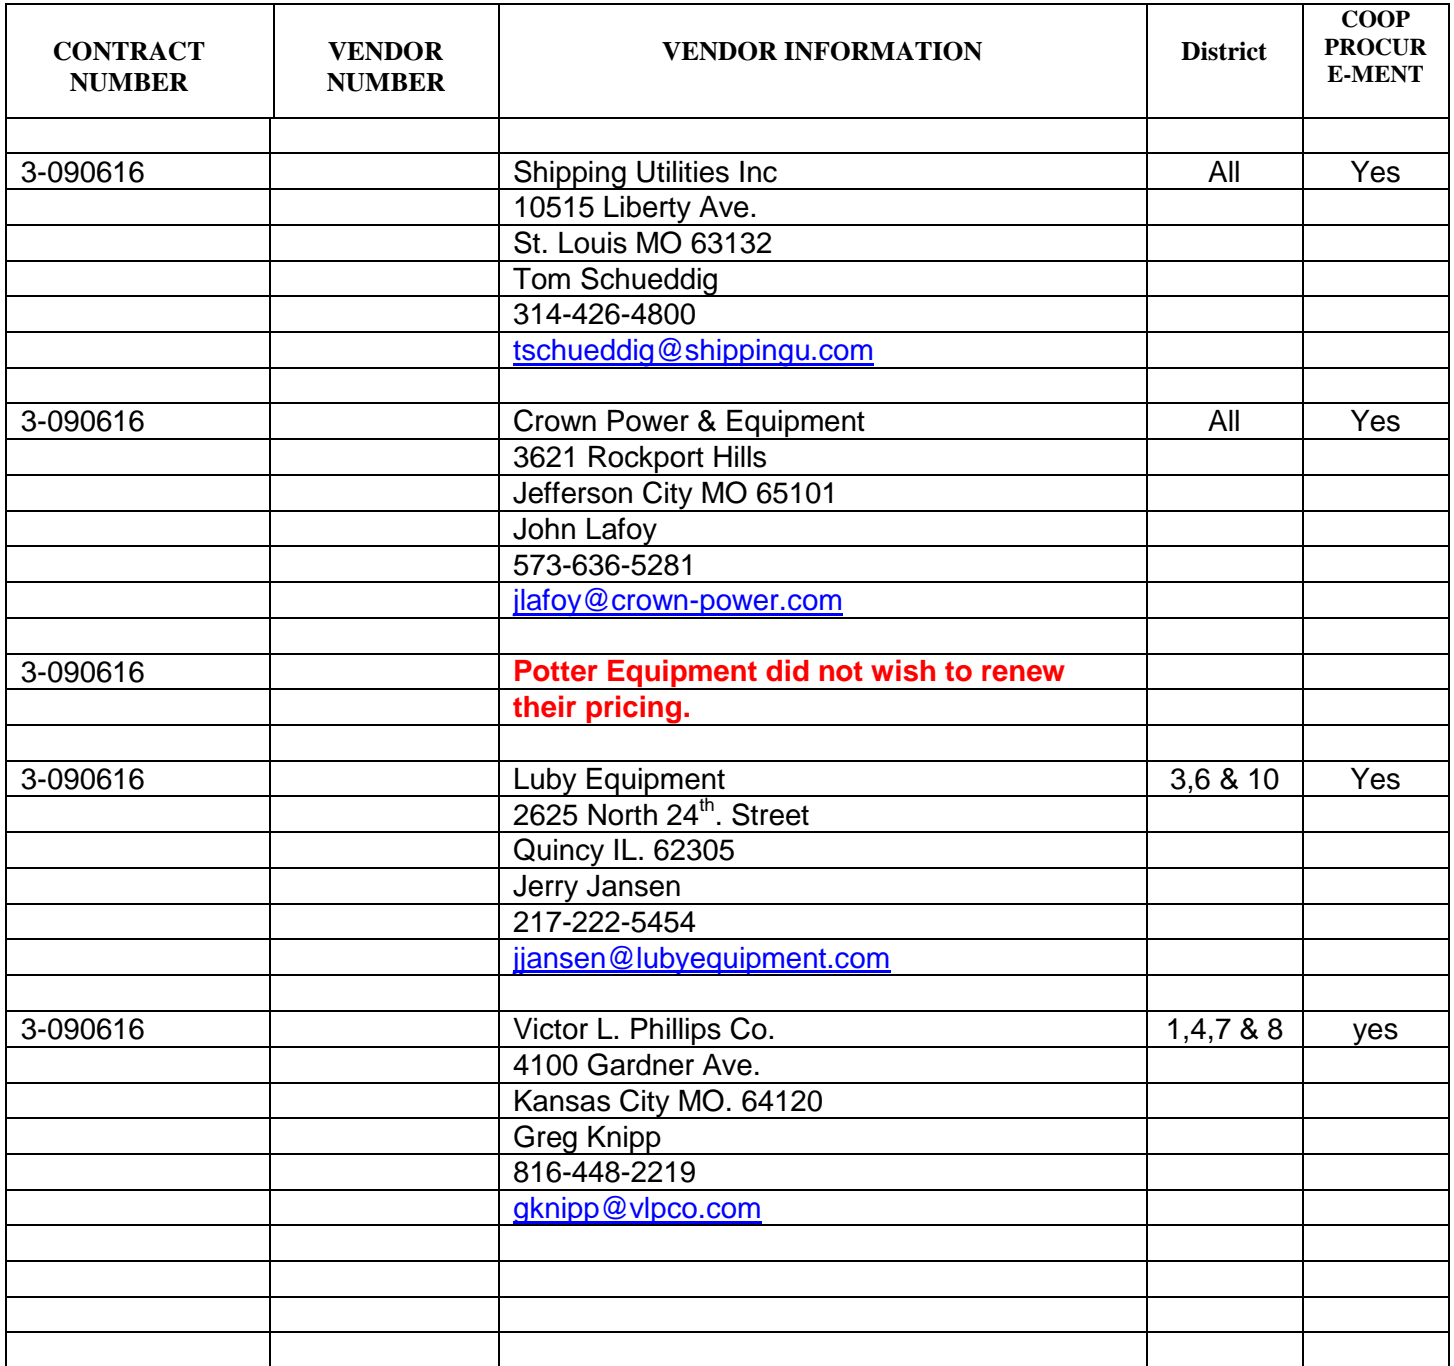 CONTRACT NUMBER VENDOR NUMBER VENDOR INFORMATION District COOP PROCUR E-MENT
3-090616 Shipping Utilities Inc All Yes
10515 Liberty Ave.
St. Louis MO 63132
Tom Schueddig
314-426-4800
tschueddig@shippingu.com
3-090616 Crown Power & Equipment All Yes
3621 Rockport Hills
Jefferson City MO 65101
John Lafoy
573-636-5281
jlafoy@crown-power.com
3-090616 Potter Equipment did not wish to renew
their pricing.
3-090616 Luby Equipment 3,6 & 10 Yes
2625 North 24th. Street
Quincy IL. 62305
Jerry Jansen
217-222-5454
jjansen@lubyequipment.com
3-090616 Victor L. Phillips Co. 1,4,7 & 8 yes
4100 Gardner Ave.
Kansas City MO. 64120
Greg Knipp
816-448-2219
gknipp@vlpco.com